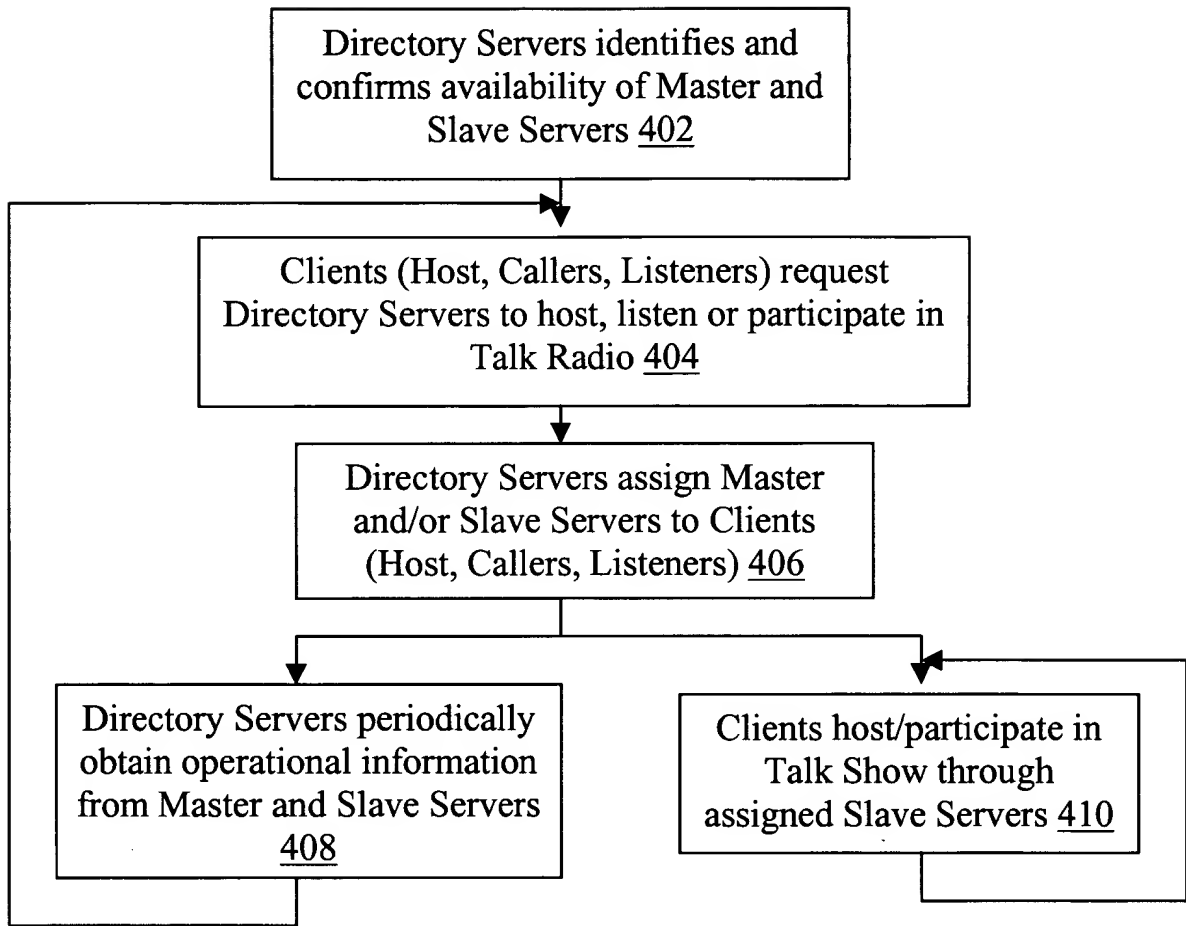 Directory Servers identifies and
confirms availability of Master and
Slave Servers 402
Clients (Host, Callers, Listeners) request
Directory Servers to host, listen or participate in
Talk Radio 404
Directory Servers assign Master
and/or Slave Servers to Clients
(Host, Callers, Listeners) 406
Directory Servers periodically
obtain operational information
from Master and Slave Servers
408
Clients host/participate in
Talk Show through
assigned Slave Servers 410